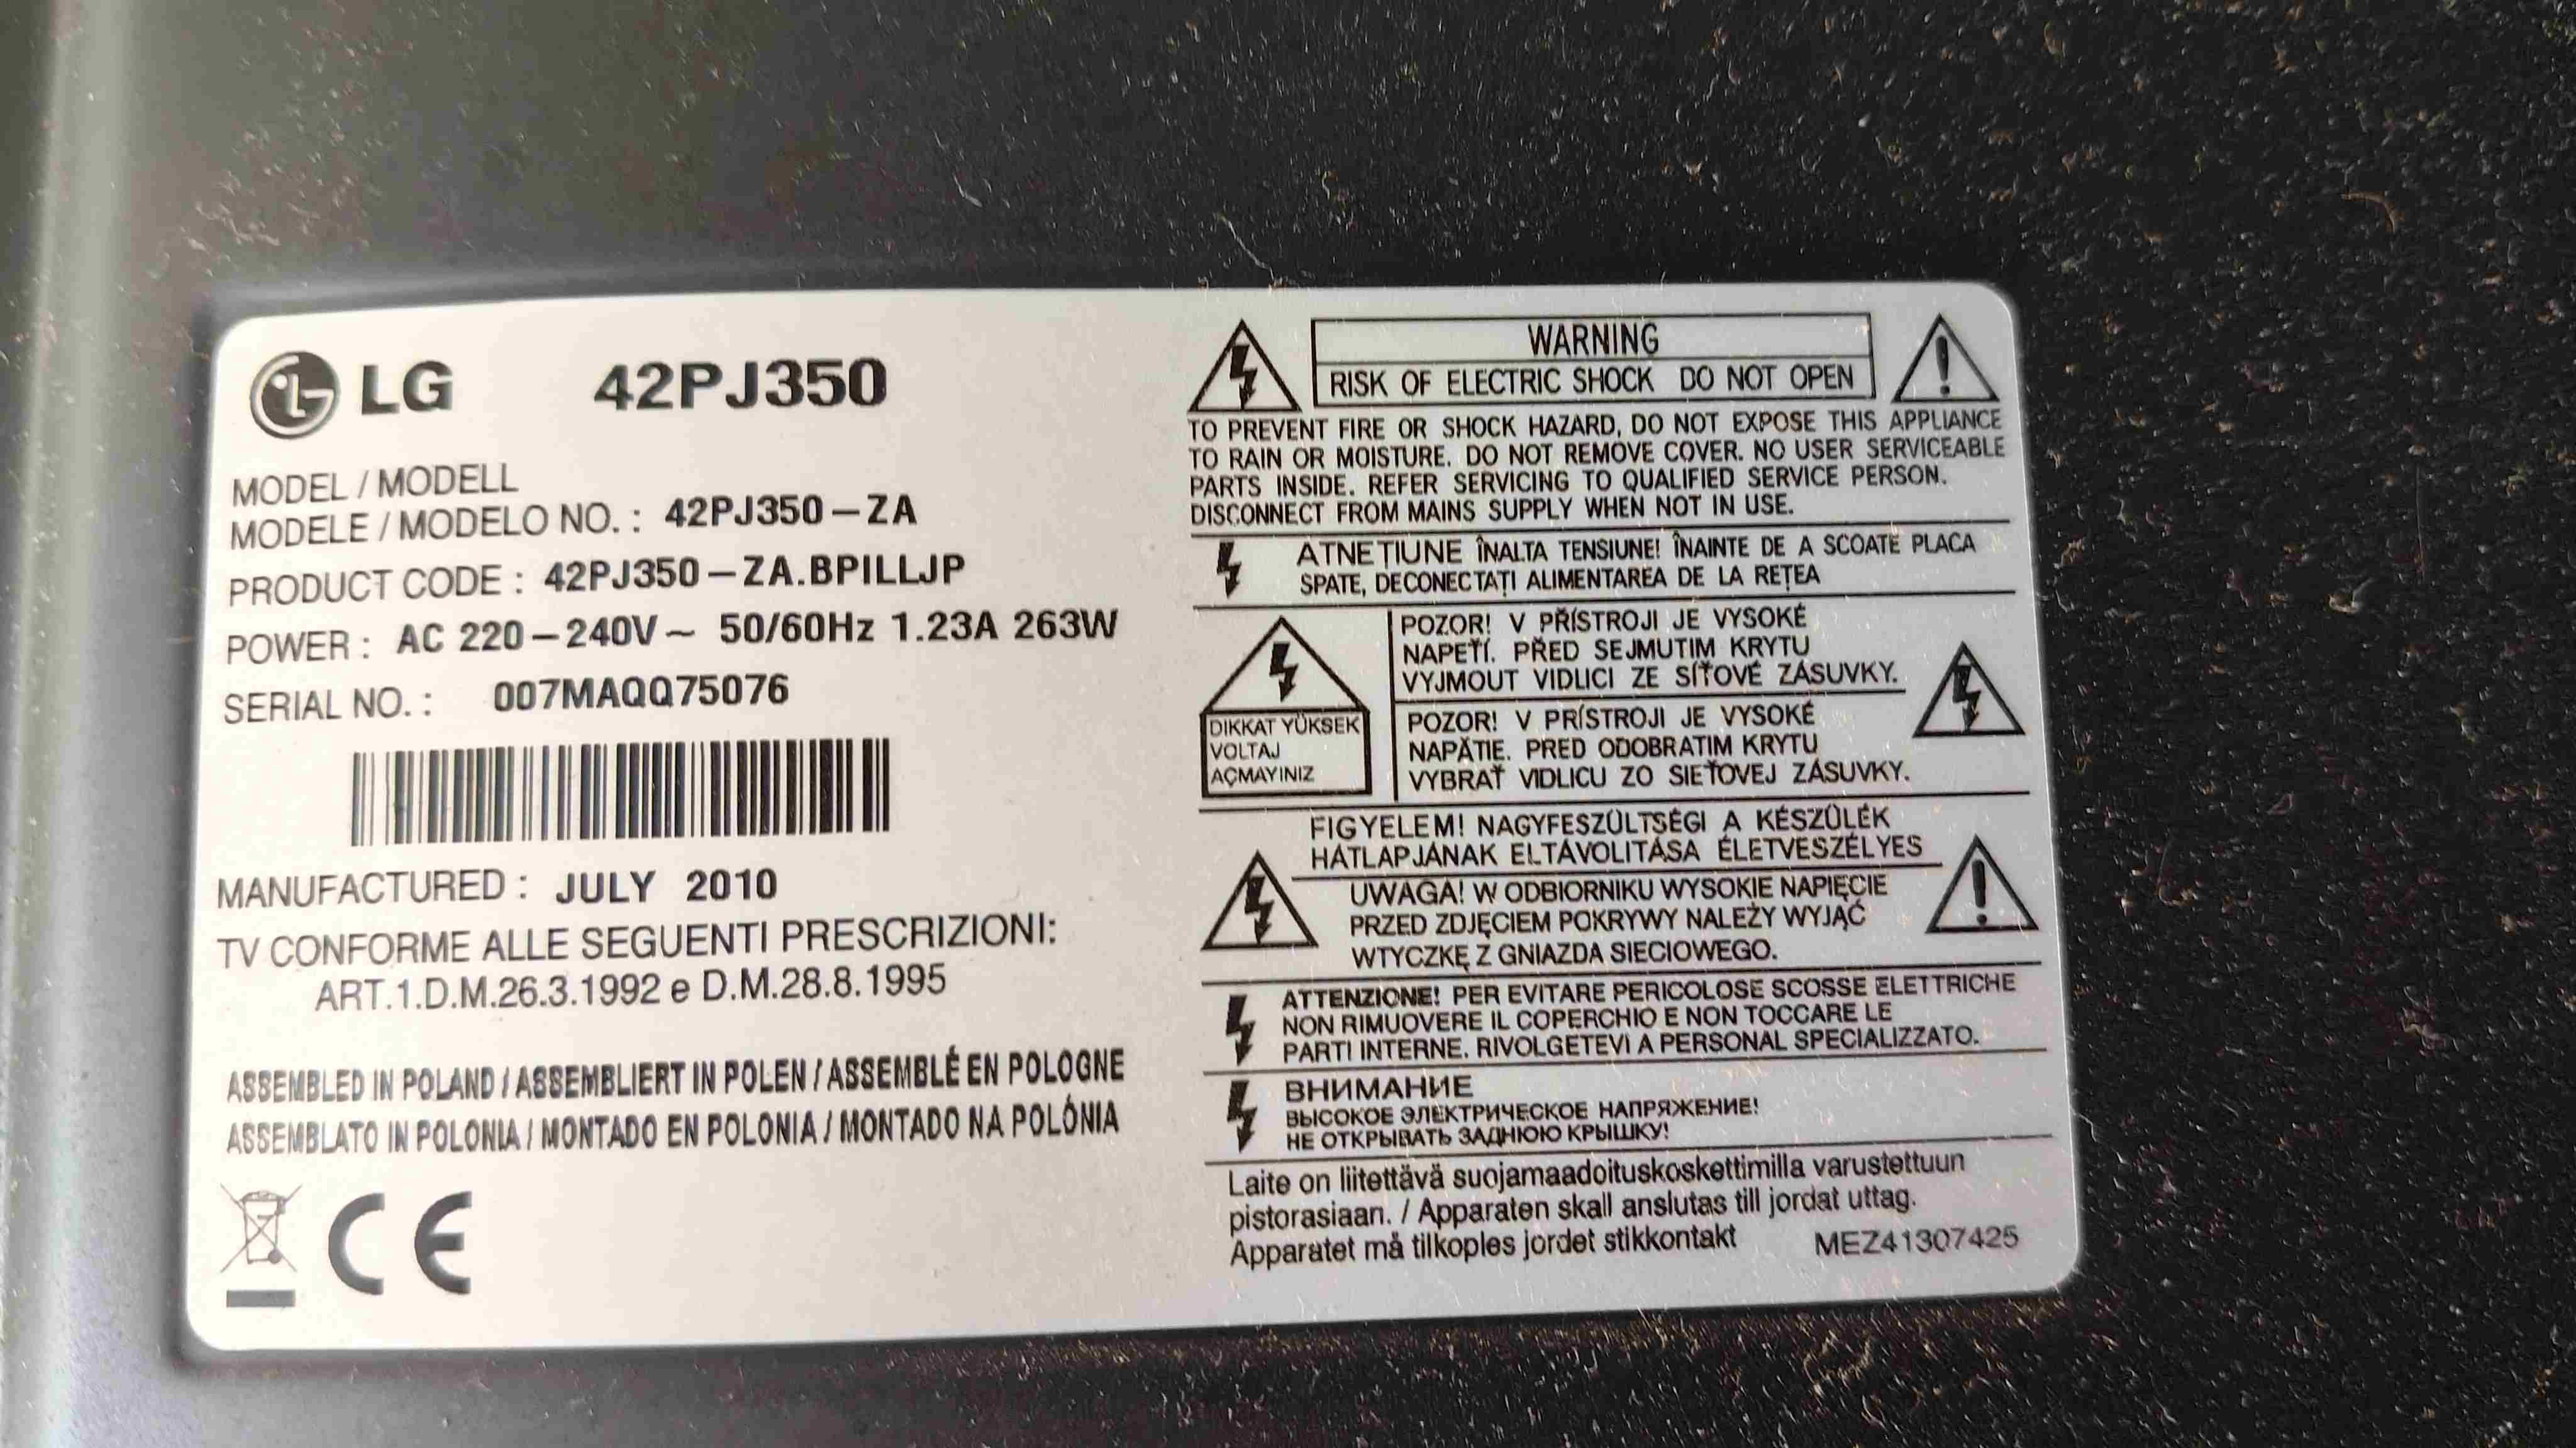 LG 42PJ350
MODEL / MODELL
MODELE / MODELO NO. : 42PJ350-ZA
PRODUCT CODE : 42PJ350-ZA.BPILLJP
POWER : AC 220-240V~ 50/60Hz 1.23A 263W
SERIAL NO. : 007MAQQ75076
MANUFACTURED : JULY 2010
TV CONFORME ALLE SEGUENTI PRESCRIZIONI:
ART.1.D.M.26.3.1992 e D.M.28.8.1995
ASSEMBLED IN POLAND / ASSEMBLIERT IN POLEN / ASSEMBLÉ EN POLOGNE
ASSEMBLATO IN POLONIA / MONTADO EN POLONIA / MONTADO NA POLÓNIA
CE
WARNING
RISK OF ELECTRIC SHOCK DO NOT OPEN
TO PREVENT FIRE OR SHOCK HAZARD, DO NOT EXPOSE THIS APPLIANCE
TO RAIN OR MOISTURE. DO NOT REMOVE COVER. NO USER SERVICEABLE
PARTS INSIDE. REFER SERVICING TO QUALIFIED SERVICE PERSON.
DISCONNECT FROM MAINS SUPPLY WHEN NOT IN USE.
ATNEȚIUNE ÎNALTA TENSIUNE! ÎNAINTE DE A SCOATE PLACA
SPATE, DECONECTAȚI ALIMENTAREA DE LA REȚEA
DIKKAT YÜKSEK
VOLTAJ
AÇMAYINIZ
POZOR! V PŘÍSTROJI JE VYSOKÉ
NAPETÍ. PŘED SEJMUTIM KRYTU
VYJMOUT VIDLICI ZE SÍŤOVÉ ZÁSUVKY.
POZOR! V PRÍSTROJI JE VYSOKÉ
NAPÄTIE. PRED ODOBRATIM KRYTU
VYBRAŤ VIDLICU ZO SIEŤOVEJ ZÁSUVKY.
FIGYELEM! NAGYFESZÜLTSÉGI A KÉSZÜLÉK
HÁTLAPJÁNAK ELTÁVOLITÁSA ÉLETVESZÉLYES
UWAGA! W ODBIORNIKU WYSOKIE NAPIĘCIE
PRZED ZDJĘCIEM POKRYWY NALEŻY WYJĄĆ
WTYCZKĘ Z GNIAZDA SIECIOWEGO.
ATTENZIONE! PER EVITARE PERICOLOSE SCOSSE ELETTRICHE
NON RIMUOVERE IL COPERCHIO E NON TOCCARE LE
PARTI INTERNE. RIVOLGETEVI A PERSONAL SPECIALIZZATO.
ВНИМАНИЕ
ВЫСОКОЕ ЭЛЕКТРИЧЕСКОЕ НАПРЯЖЕНИЕ!
НЕ ОТКРЫВАТЬ ЗАДНЮЮ КРЫШКУ!
Laite on liitettävä suojamaadoituskoskettimilla varustettuun
pistorasiaan. / Apparaten skall anslutas till jordat uttag.
Apparatet må tilkoples jordet stikkontakt MEZ41307425